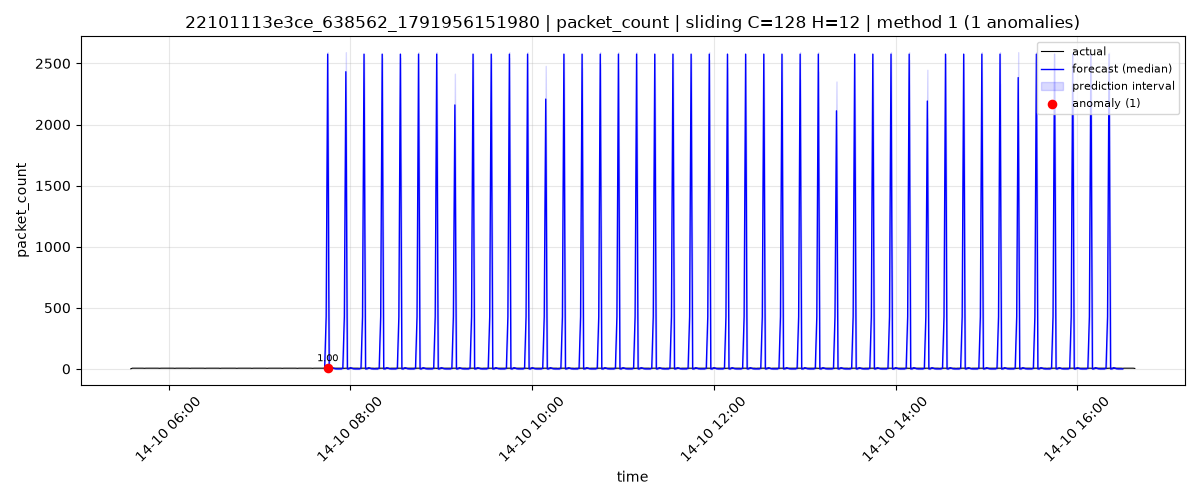 22101113e3ce_638562_1791956151980 | packet_count | sliding C=128 H=12 | method 1 (1 anomalies)
actual
forecast (median)
prediction interval
anomaly (1)
packet_count
2500
2000
1500
1000
500
0
1.00
14-10 06:00
14-10 08:00
14-10 10:00
14-10 12:00
14-10 14:00
14-10 16:00
time